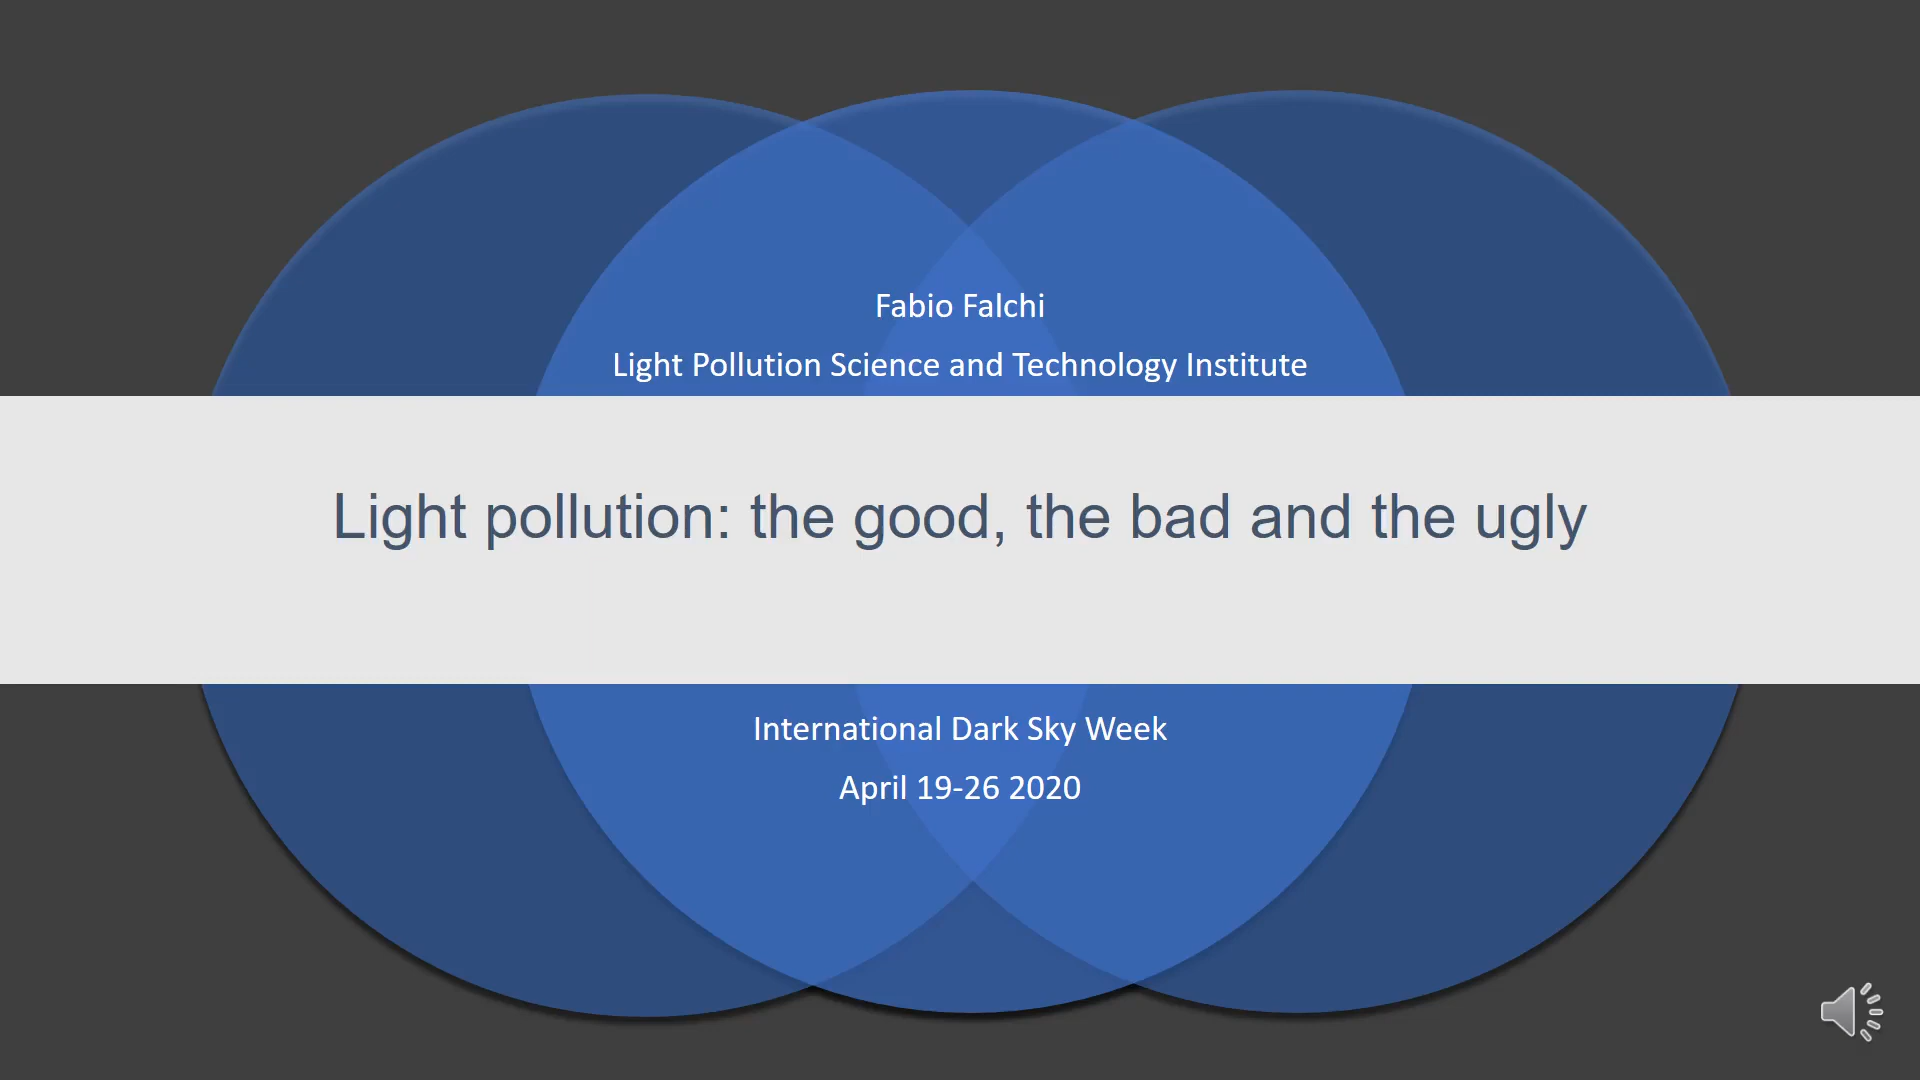 Fabio Falchi
Light Pollution Science and Technology Institute
Light pollution: the good, the bad and the ugly
International Dark Sky Week
April 19-26 2020